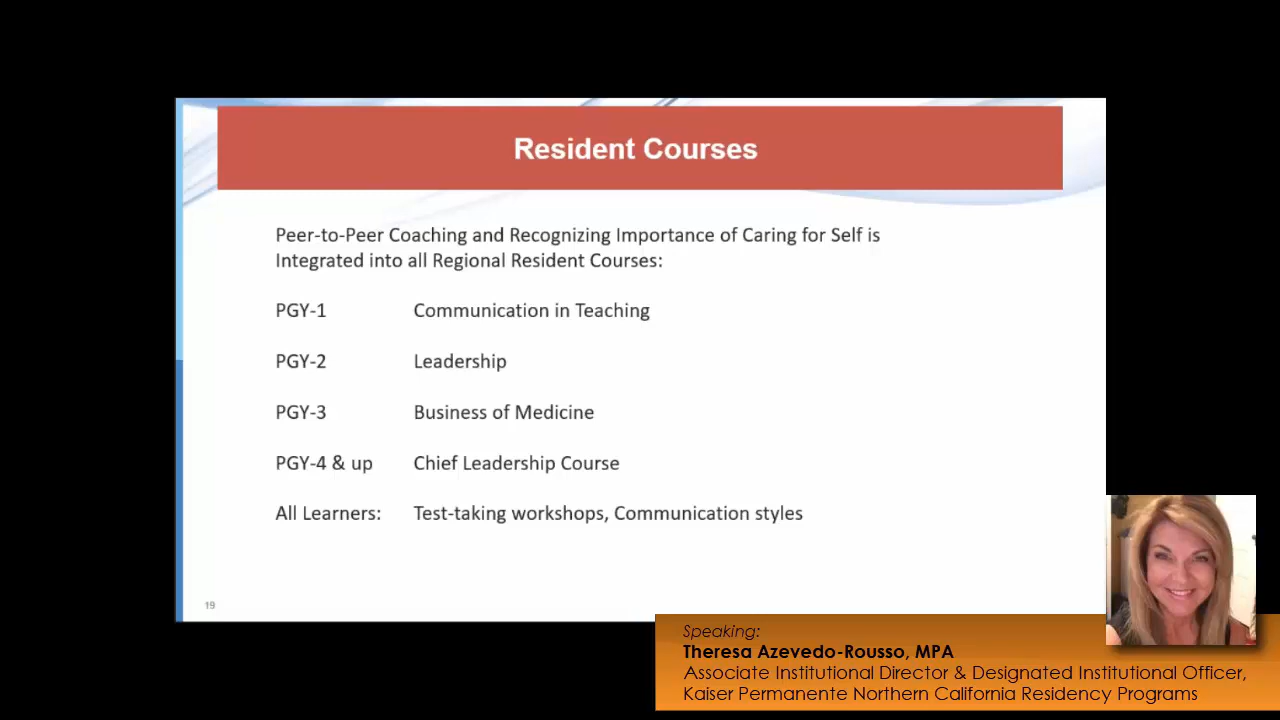 Resident Courses
Peer-to-Peer Coaching and Recognizing Importance of Caring for Self is
Integrated into all Regional Resident Courses:
PGY-1 Communication in Teaching
PGY-2 Leadership
PGY-3 Business of Medicine
PGY-4 & up Chief Leadership Course
All Learners: Test-taking workshops, Communication styles
19
Speaking:
Theresa Azevedo-Rousso, MPA
Associate Institutional Director & Designated Institutional Officer,
Kaiser Permanente Northern California Residency Programs